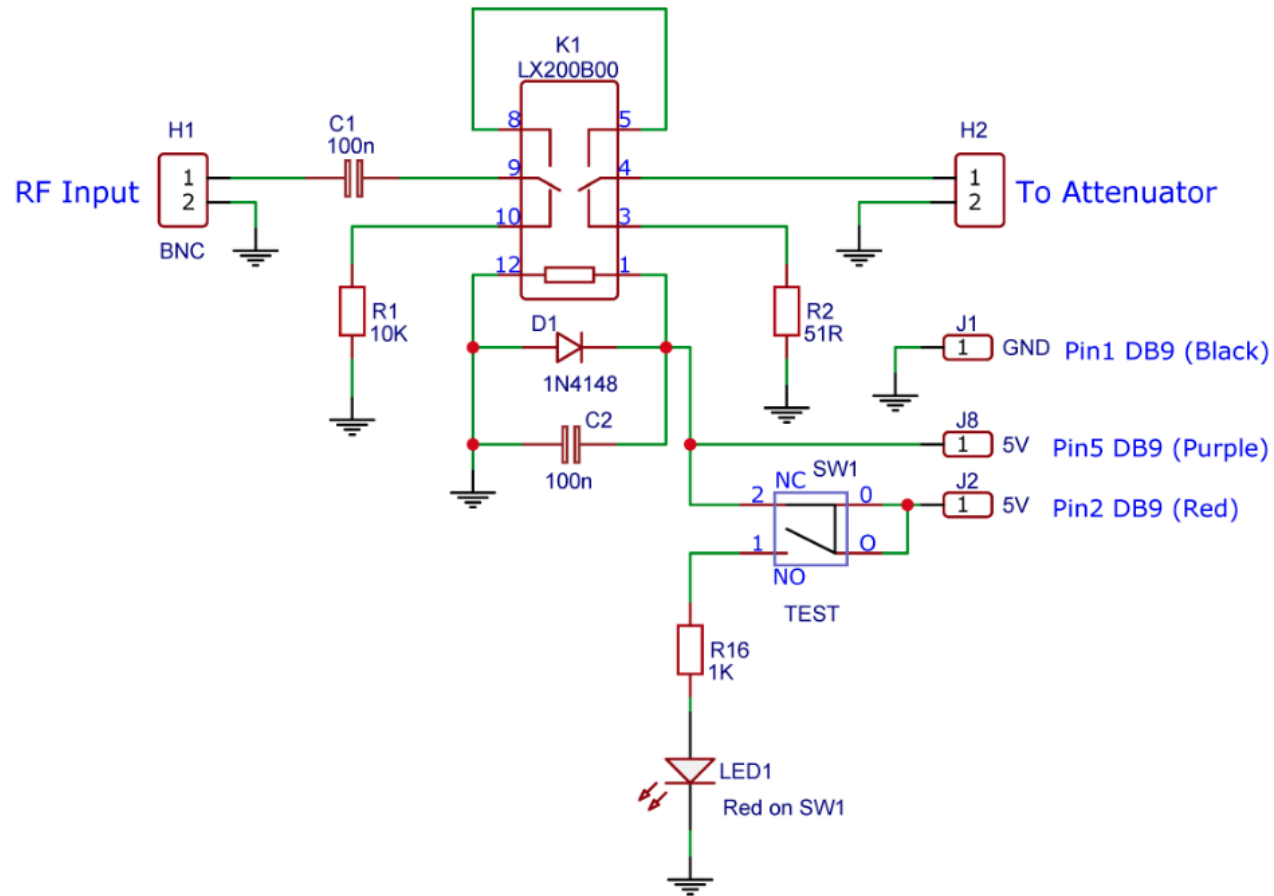 K1
LX200B00
8
5
C1
100n
H1
H2
9
4
1
2
1
2
RF Input
To Attenuator
BNC
10
3
12
1
R1
10K
R2
51R
D1
1N4148
J1
1
GND
Pin1 DB9 (Black)
C2
100n
J8
1
5V
Pin5 DB9 (Purple)
SW1
J2
2
NC
0
1
5V
Pin2 DB9 (Red)
1
O
NO
TEST
R16
1K
LED1
Red on SW1